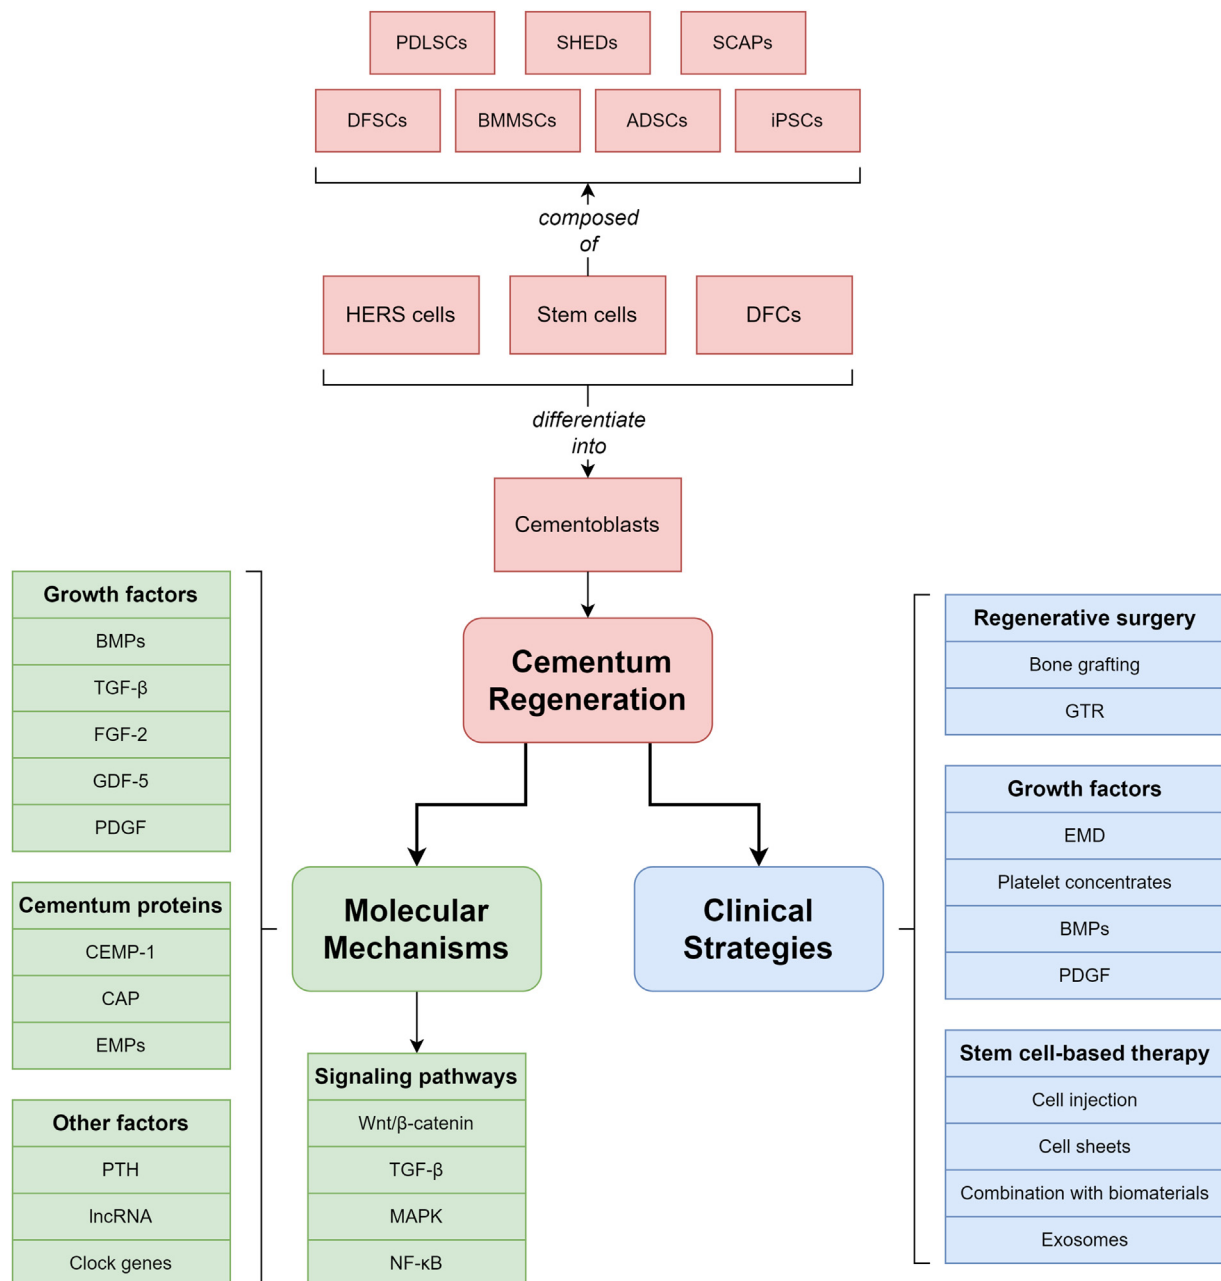 PDLSCs
SHEDs
SCAPs
DFSCs
BMMSCs
ADSCs
iPSCs
composed
of
HERS cells
Stem cells
DFCs
differentiate
into
Cementoblasts
Cementum
Regeneration
Molecular
Mechanisms
Clinical
Strategies
Growth factors
BMPs
TGF-β
FGF-2
GDF-5
PDGF
Cementum proteins
CEMP-1
CAP
EMPs
Other factors
PTH
lncRNA
Clock genes
Signaling pathways
Wnt/β-catenin
TGF-β
MAPK
NF-κB
Regenerative surgery
Bone grafting
GTR
Growth factors
EMD
Platelet concentrates
BMPs
PDGF
Stem cell-based therapy
Cell injection
Cell sheets
Combination with biomaterials
Exosomes